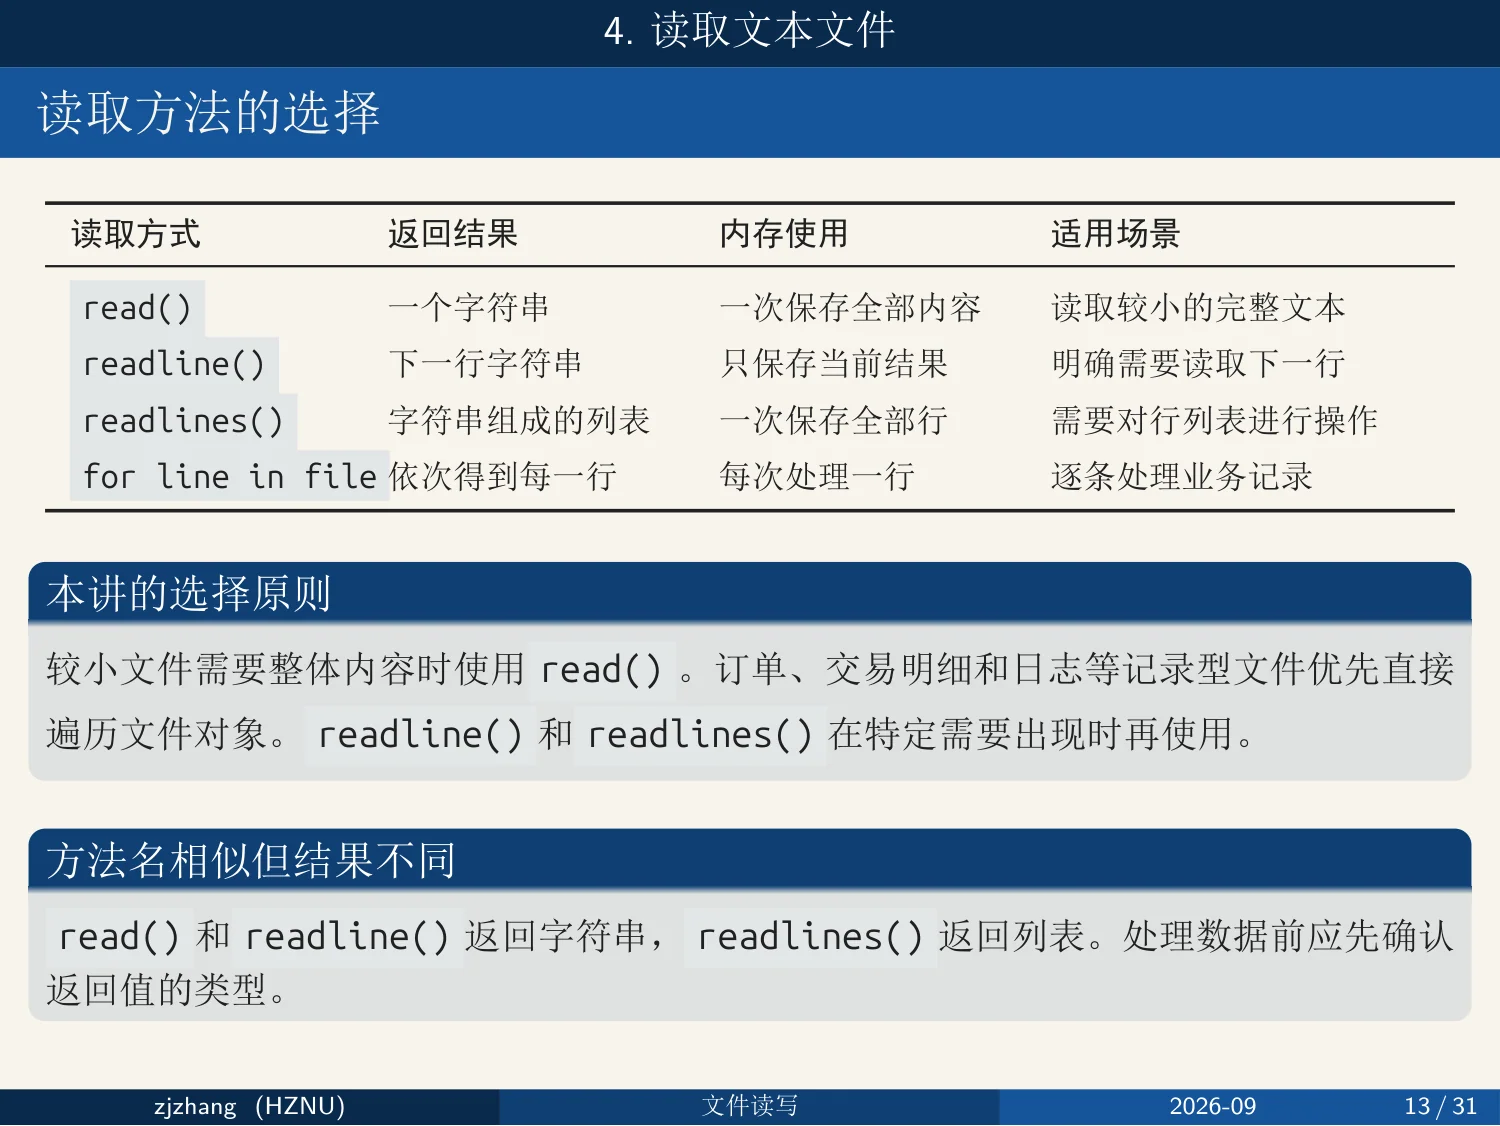 4. 读取文本文件
读取方法的选择
读取方式 返回结果 内存使用 适用场景
read() 一个字符串 一次保存全部内容 读取较小的完整文本
readline() 下一行字符串 只保存当前结果 明确需要读取下一行
readlines() 字符串组成的列表 一次保存全部行 需要对行列表进行操作
for line in file 依次得到每一行 每次处理一行 逐条处理业务记录
本讲的选择原则
较小文件需要整体内容时使用 read() 。订单、交易明细和日志等记录型文件优先直接
遍历文件对象。 readline() 和 readlines() 在特定需要出现时再使用。
方法名相似但结果不同
read() 和 readline() 返回字符串， readlines() 返回列表。处理数据前应先确认
返回值的类型。
zjzhang (HZNU) 文件读写 2026-09 13 / 31